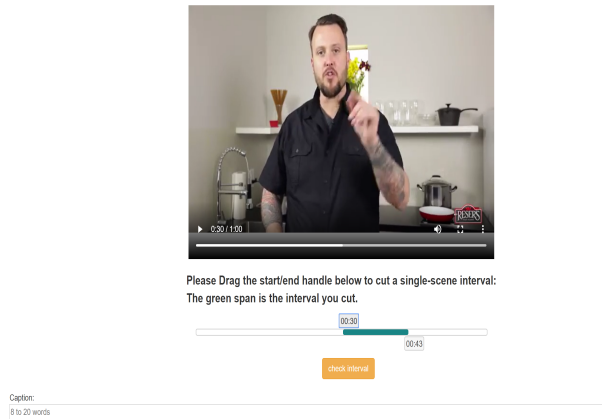 RESER'S
0:30 / 1:00
Please Drag the start/end handle below to cut a single-scene interval:
The green span is the interval you cut.
00:30
00:43
check interval
Caption:
8 to 20 words